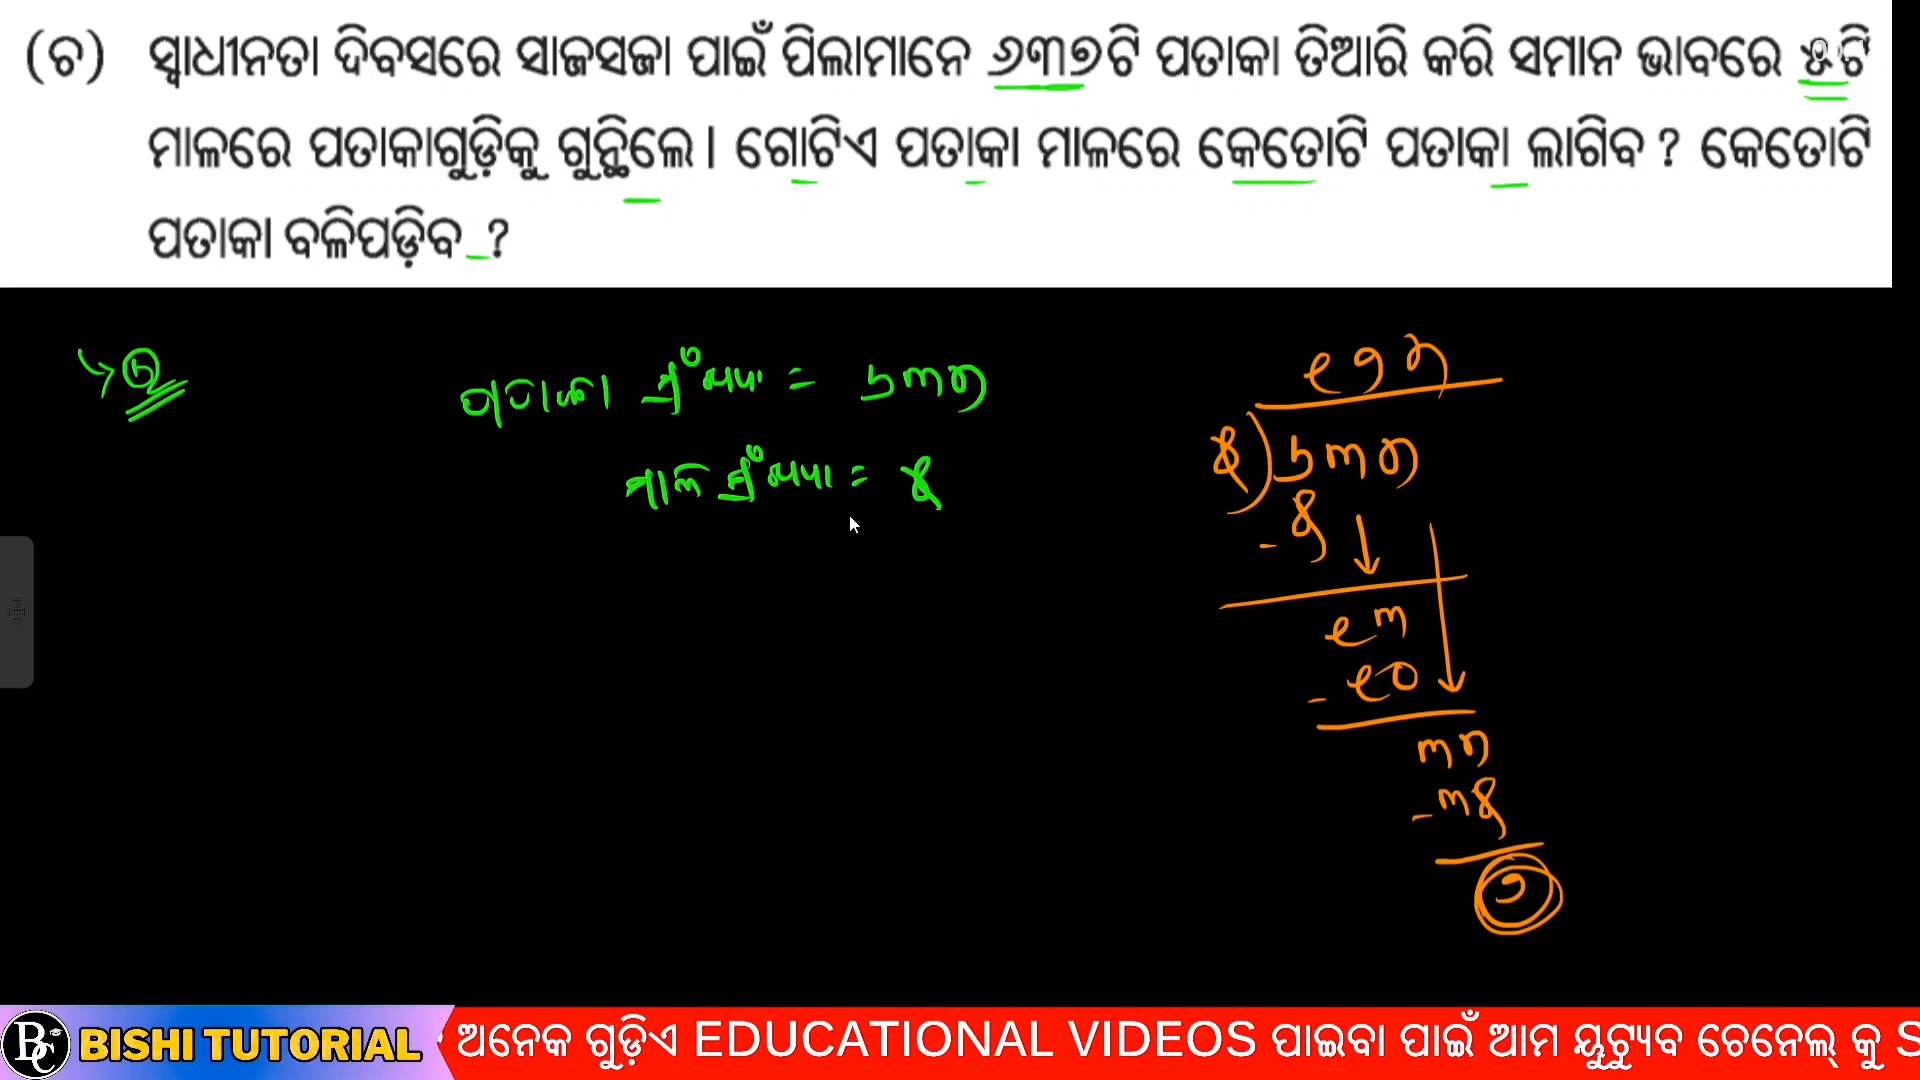 (ଚ) ସ୍ୱାଧୀନତା ଦିବସରେ ସାଜସଜା ପାଇଁ ପିଲାମାନେ ୬୩୭ଟି ପତାକା ତିଆରି କରି ସମାନ ଭାବରେ ୫ଟି
ମାଳରେ ପତାକାଗୁଡ଼ିକୁ ଗୁନ୍ଥିଲେ। ଗୋଟିଏ ପତାକା ମାଳରେ କେତୋଟି ପତାକା ଲାଗିବ ? କେତୋଟି
ପତାକା ବଳିପଡ଼ିବ ?
ଉ
ପତାକା ସଂଖ୍ୟା = ୬୩୭
ମାଳ ସଂଖ୍ୟା = ୫
୧୨୭
୫) ୬୩୭
- ୫
୧୩
- ୧୦
୩୭
- ୩୫
୨
BC BISHI TUTORIAL ଅନେକ ଗୁଡ଼ିଏ EDUCATIONAL VIDEOS ପାଇବା ପାଇଁ ଆମ ୟୁଟ୍ୟୁବ ଚେନେଲ୍ କୁ S